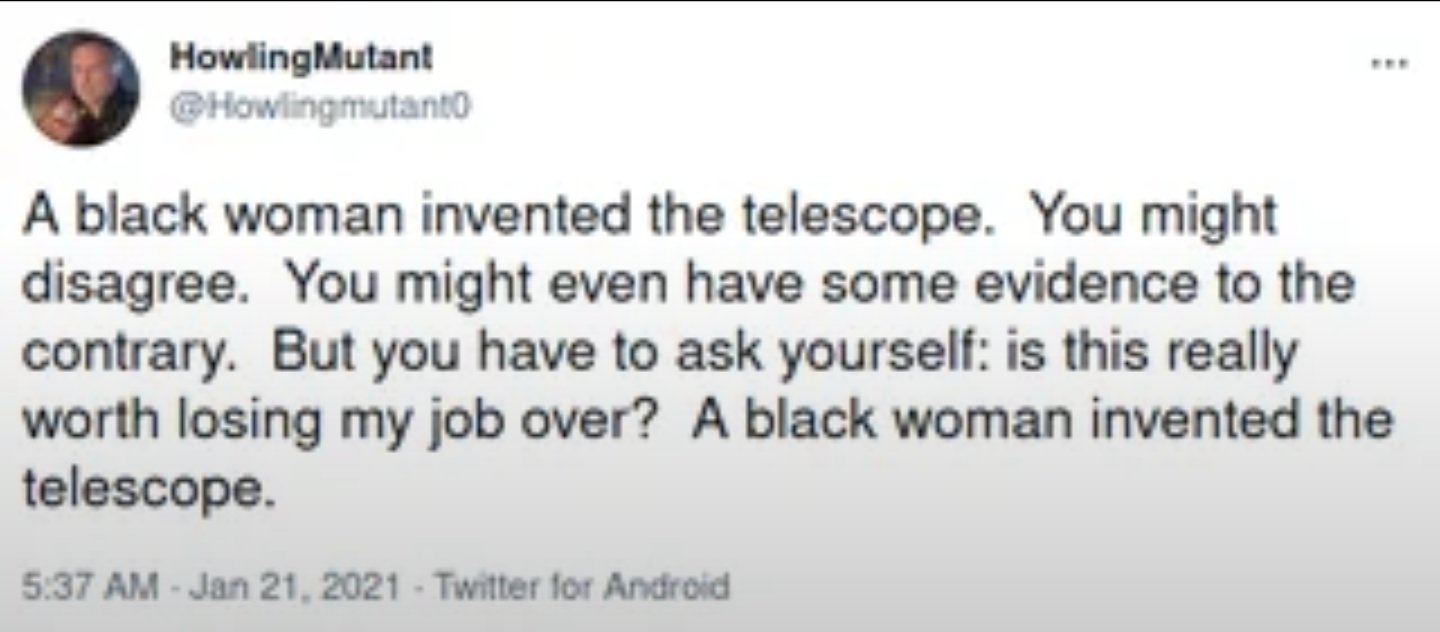 HowlingMutant
@Howlingmutant0
A black woman invented the telescope.  You might
disagree.  You might even have some evidence to the
contrary.  But you have to ask yourself: is this really
worth losing my job over?  A black woman invented the
telescope.
5:37 AM · Jan 21, 2021 · Twitter for Android